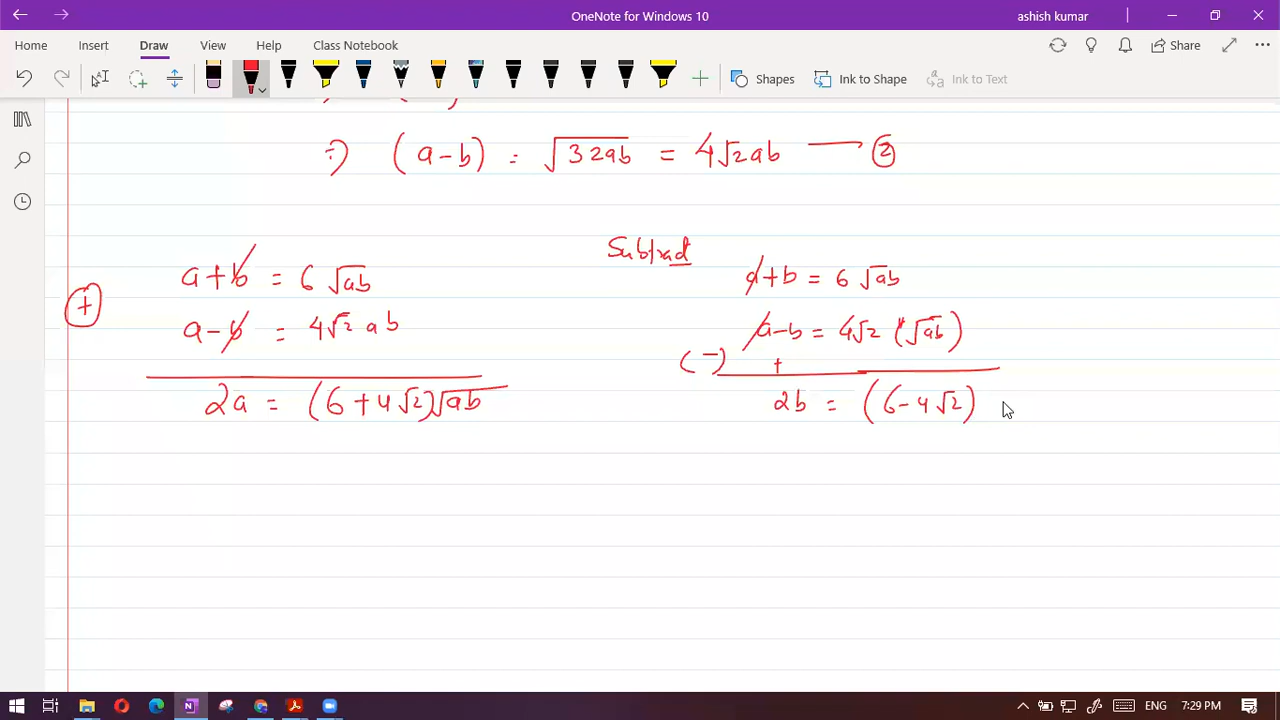 OneNote for Windows 10
ashish kumar
Home Insert Draw View Help Class Notebook
Share
Shapes Ink to Shape Ink to Text
⇒ (a-b) = √32ab = 4√2ab — ②
Subtract
a+b = 6 √ab
a-b = 4√2 ab
2a = (6+4√2)√ab
a+b = 6 √ab
a-b = 4√2 (√ab)
(-) +
2b = (6-4√2)
+
ENG 7:29 PM